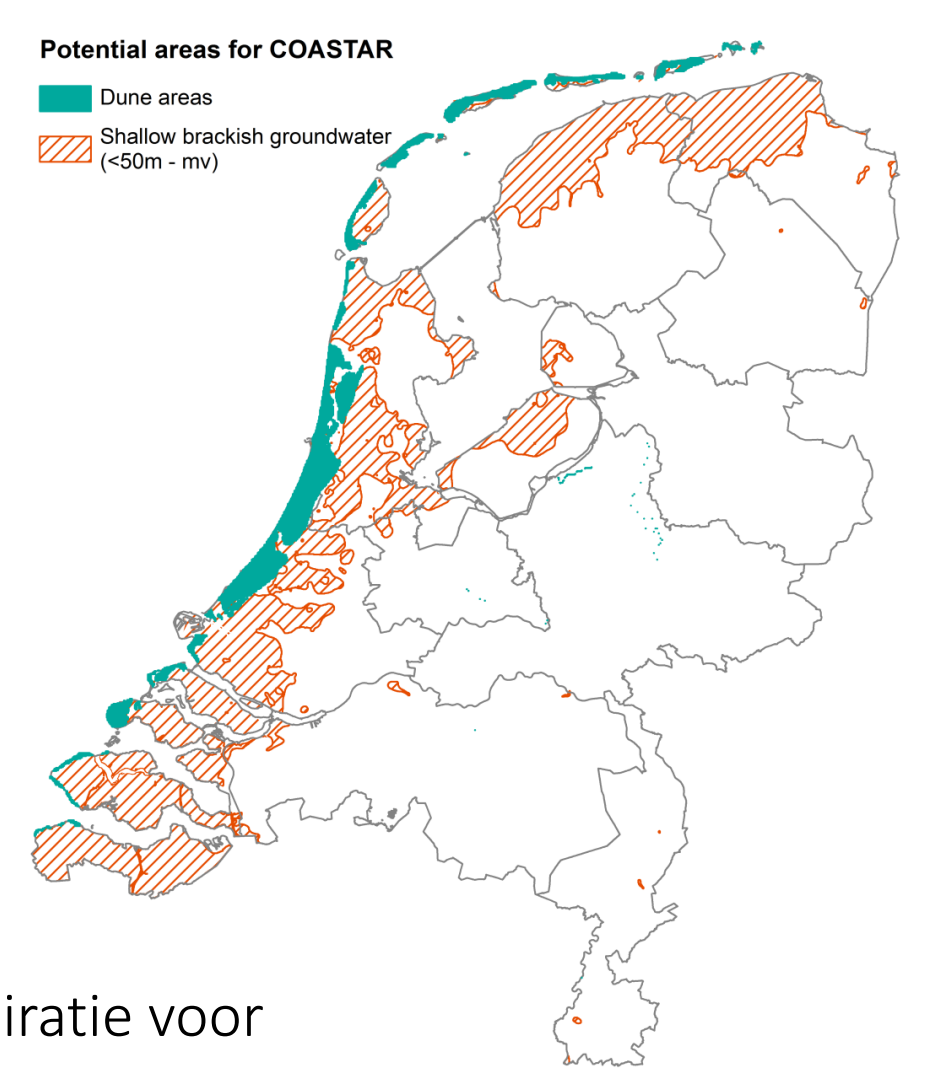 Potential areas for COASTAR
Dune areas
Shallow brackish groundwater
(<50m - mv)
iratie voor